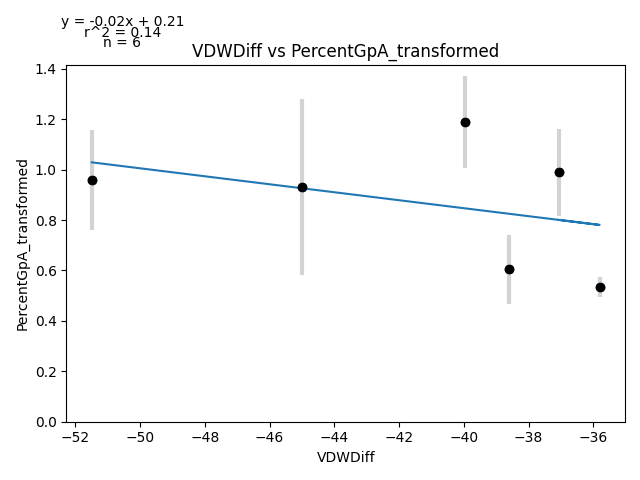 y = -0.02x + 0.21
r^2 = 0.14
n = 6
VDWDiff vs PercentGpA_transformed
PercentGpA_transformed
1.4
1.2
1.0
0.8
0.6
0.4
0.2
0.0
−52
−50
−48
−46
−44
−42
−40
−38
−36
VDWDiff